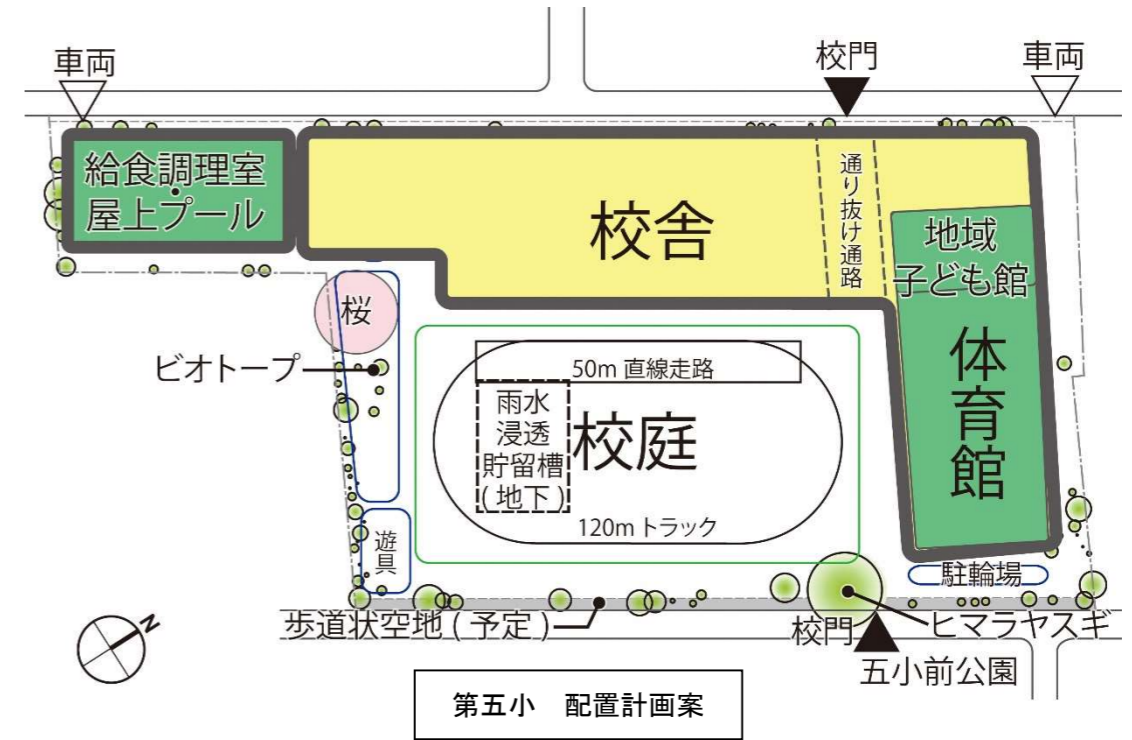 車両
校門
車両
給食調理室
・
屋上プール
校舎
通り抜け通路
地域
子ども館
体育館
桜
ビオトープ
50m 直線走路
雨水
浸透
貯留槽
(地下)
校庭
120m トラック
遊具
駐輪場
歩道状空地(予定)
校門
ヒマラヤスギ
五小前公園
N
第五小 配置計画案